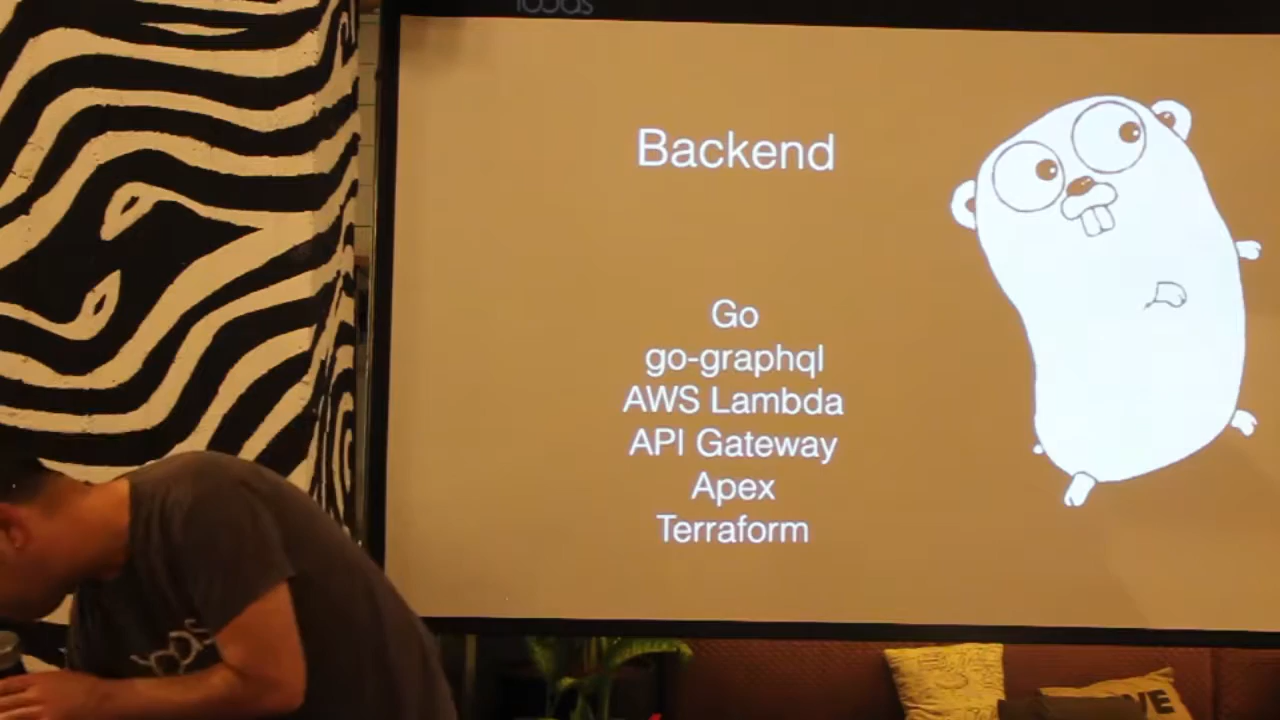 Backend
Go
go-graphql
AWS Lambda
API Gateway
Apex
Terraform